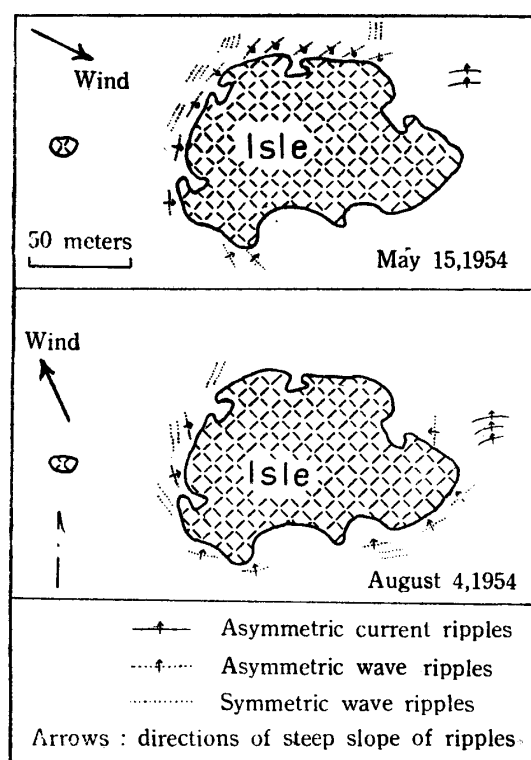 Wind
Isle
50 meters
May 15,1954
Wind
Isle
August 4,1954
Asymmetric current ripples
Asymmetric wave ripples
Symmetric wave ripples
Arrows : directions of steep slope of ripples